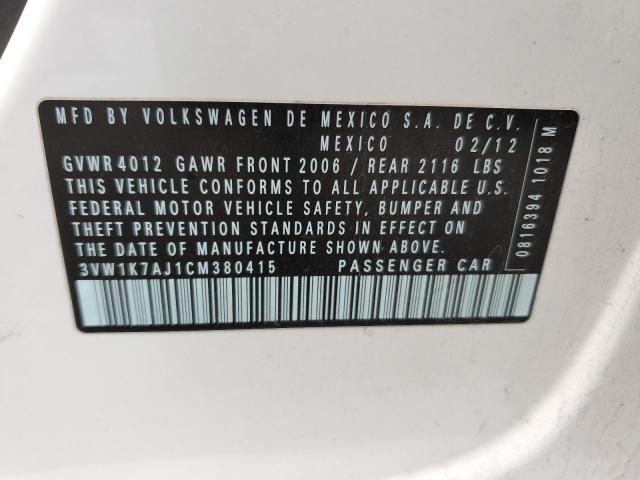 MFD BY VOLKSWAGEN DE MEXICO S.A. DE C.V.
MEXICO 02/12
GVWR 4012 GAWR FRONT 2006 / REAR 2116 LBS
THIS VEHICLE CONFORMS TO ALL APPLICABLE U.S.
FEDERAL MOTOR VEHICLE SAFETY, BUMPER AND
THEFT PREVENTION STANDARDS IN EFFECT ON
THE DATE OF MANUFACTURE SHOWN ABOVE.
3VW1K7AJ1CM380415 PASSENGER CAR
0816394 1018 M